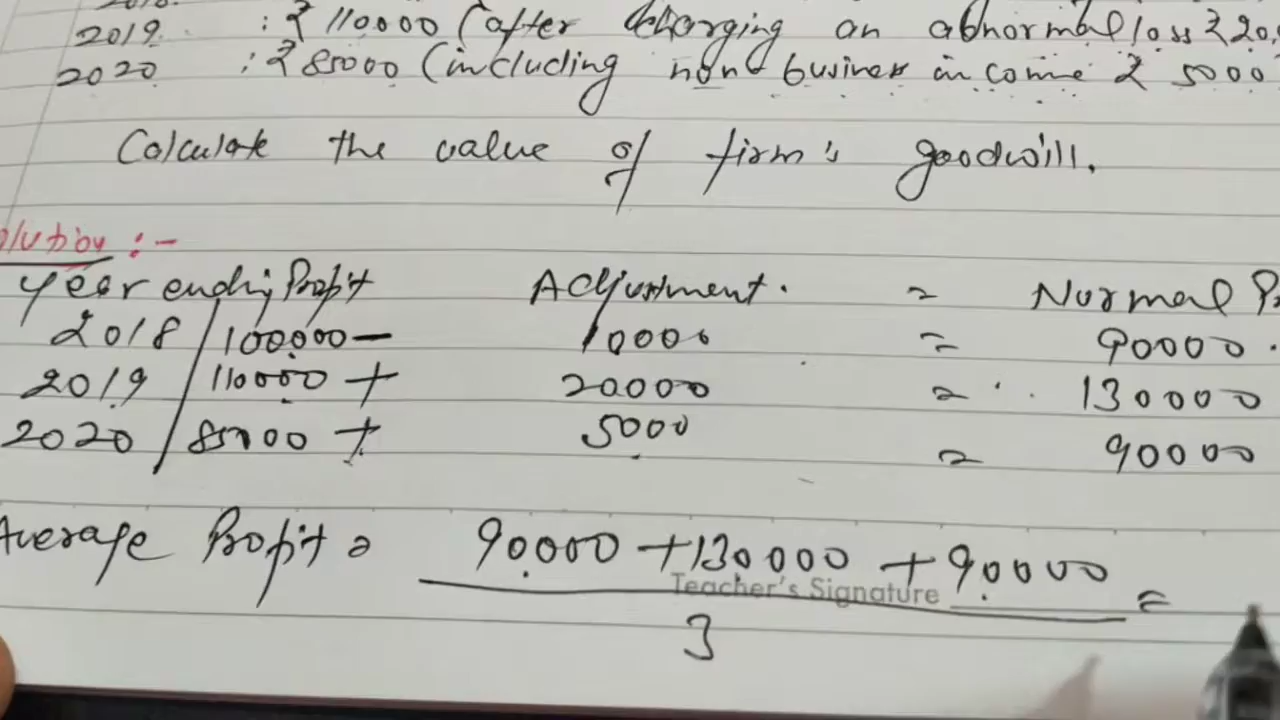 2018.
2019. : ₹ 110000 (after charging an abnormal loss ₹ 20,
2020 : ₹ 85000 (including non-business income ₹ 5000
Calculate the value of firm's goodwill.
olution :-
Year ending Profit Adjustment. = Normal P
2018 / 100000 - 10000 = 90000.
2019 / 110000 + 20000 = 130000
2020 / 85000 + 5000 = 90000
Average Profit = 90000 + 130000 + 90000 =
Teacher's Signature
3